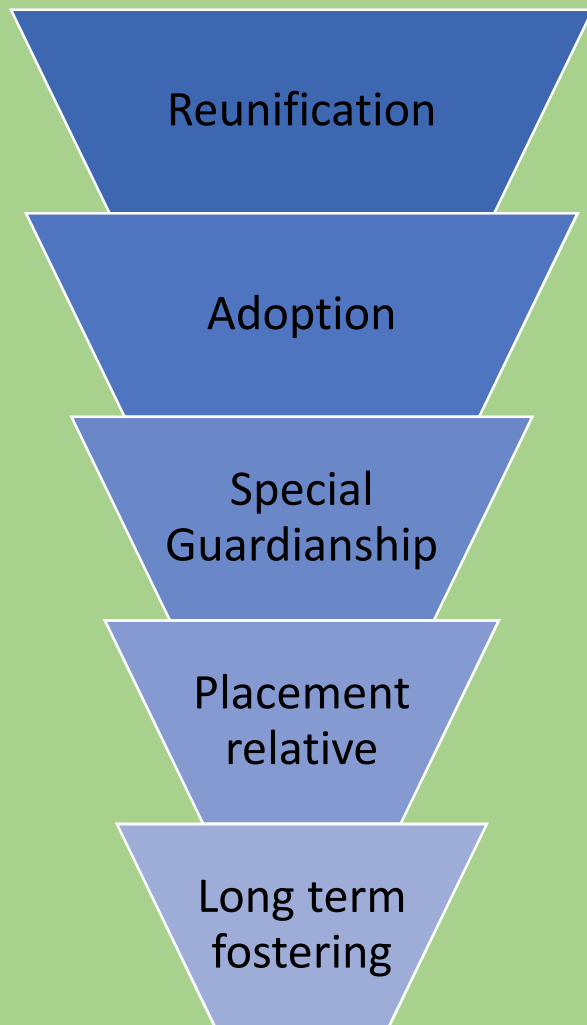 Reunification
Adoption
Special
Guardianship
Placement
relative
Long term
fostering